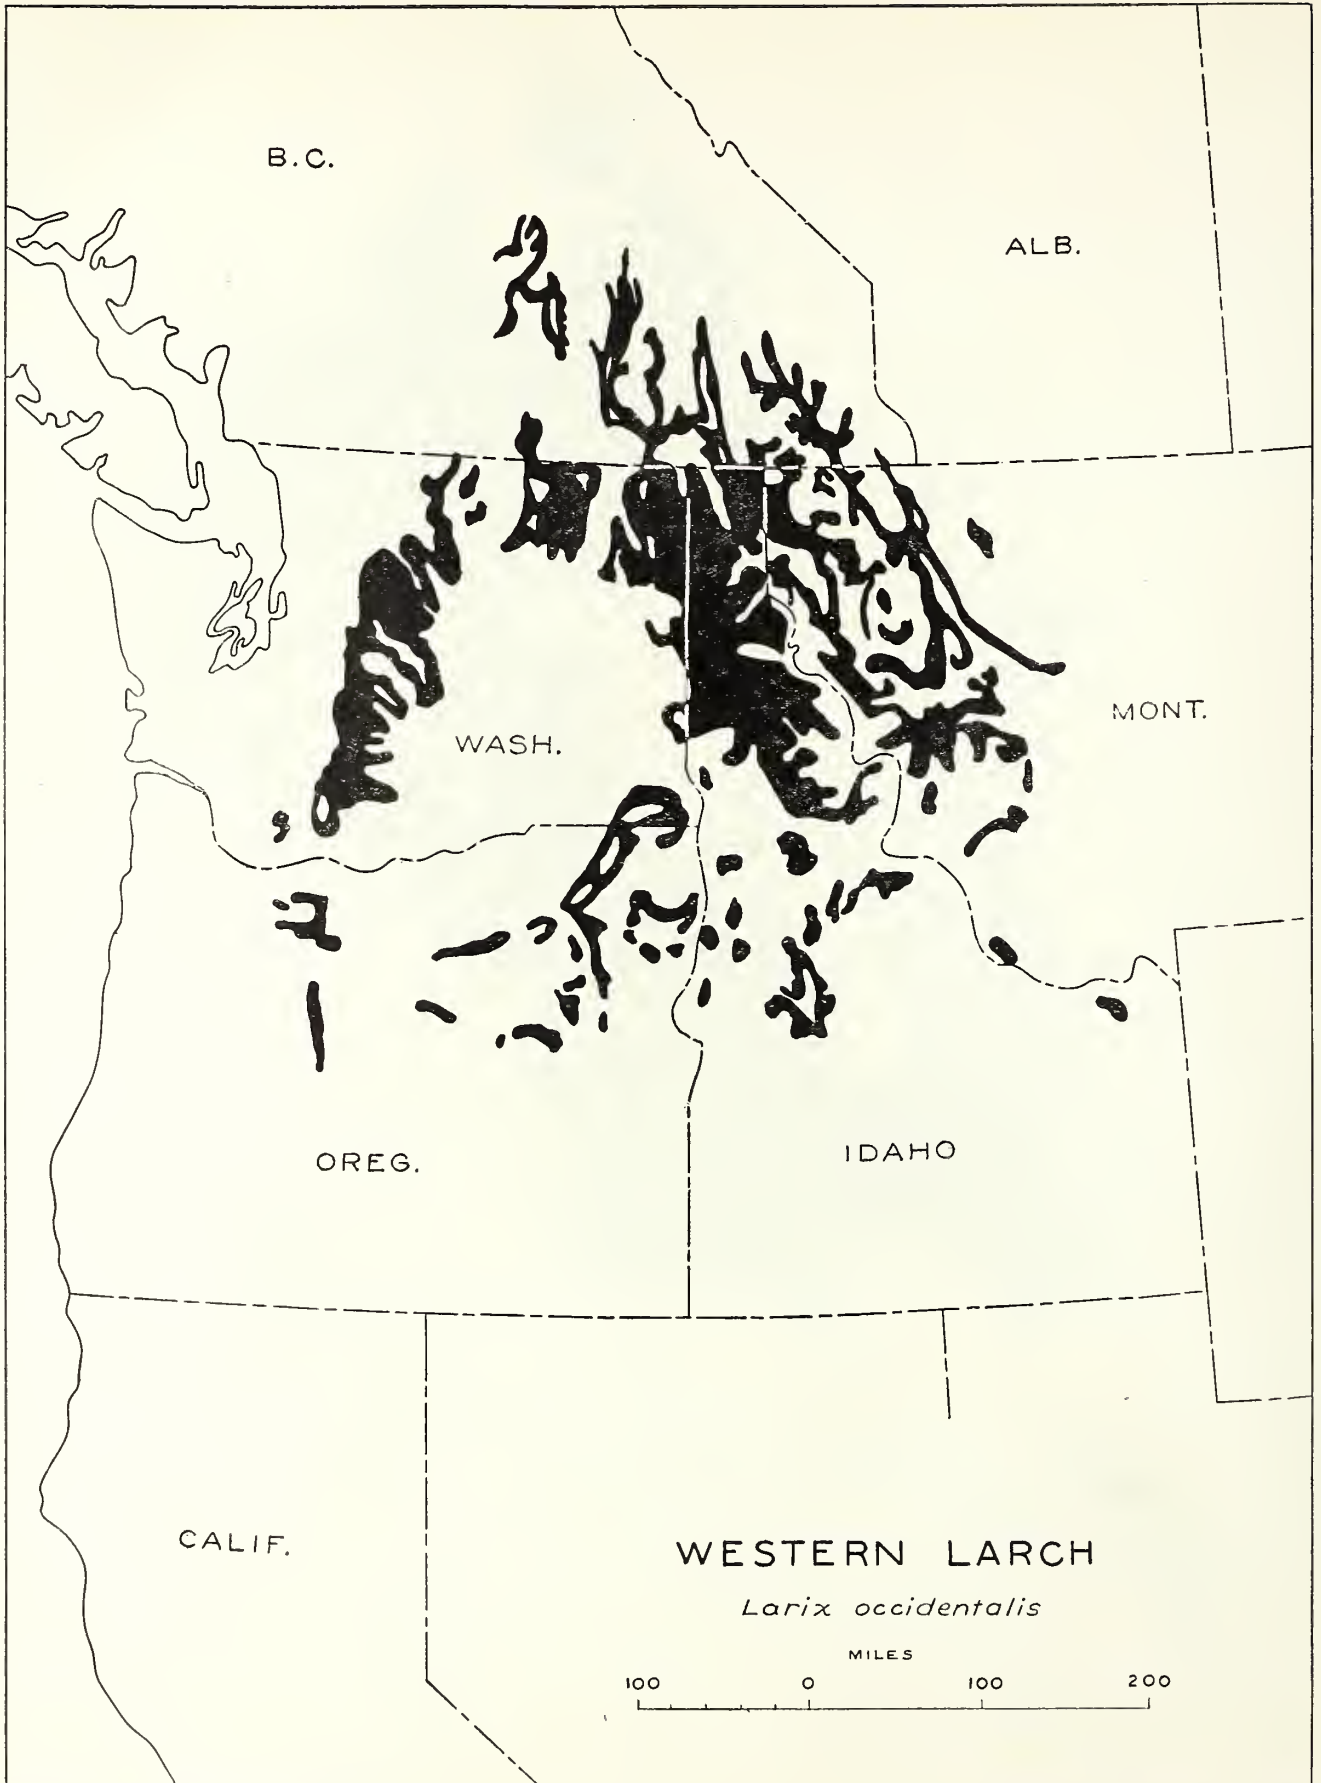 B.C.
ALB.
MONT.
WASH.
OREG.
IDAHO
CALIF.
WESTERN LARCH
Larix occidentalis
MILES
100 0 100 200